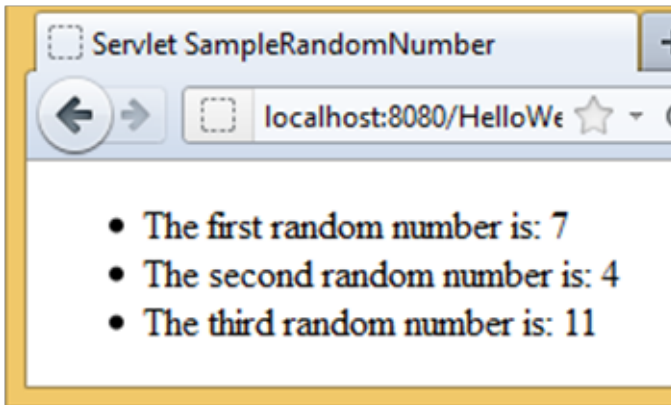 Servlet SampleRandomNumber
localhost:8080/HelloWe
• The first random number is: 7
• The second random number is: 4
• The third random number is: 11